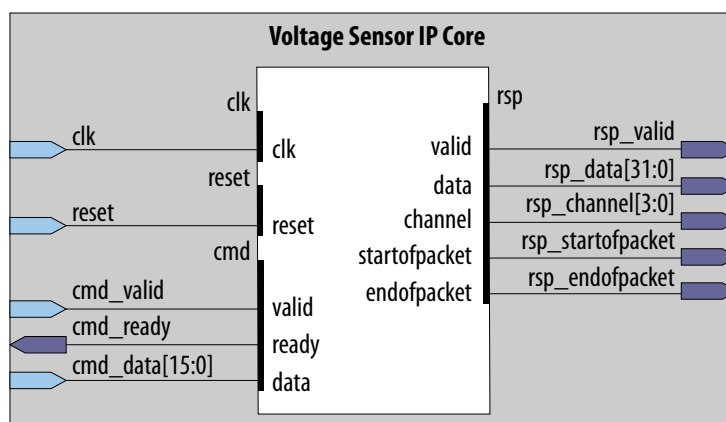 Voltage Sensor IP Core
clk
rsp
clk
clk
valid
rsp_valid
reset
data
rsp_data[31:0]
reset
reset
channel
rsp_channel[3:0]
cmd
startofpacket
rsp_startofpacket
cmd_valid
valid
endofpacket
rsp_endofpacket
cmd_ready
ready
cmd_data[15:0]
data